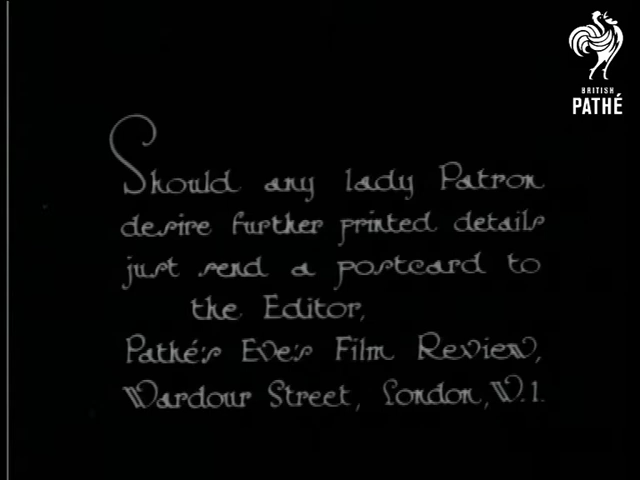 BRITISH
PATHÉ
Should any lady Patron
desire further printed details
just send a postcard to
the Editor,
Pathé's Eve's Film Review,
Wardour Street, London, W.1.